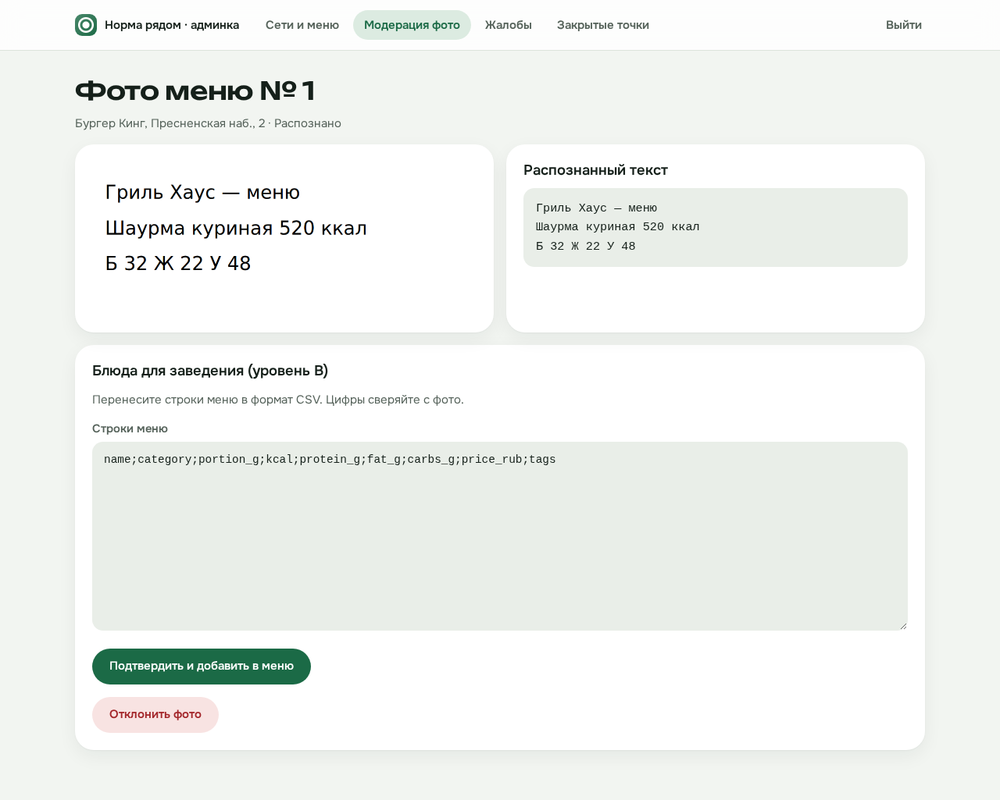 Норма рядом · админка
Сети и меню
Модерация фото
Жалобы
Закрытые точки
Выйти
Фото меню № 1
Бургер Кинг, Пресненская наб., 2 · Распознано
Гриль Хаус — меню
Шаурма куриная 520 ккал
Б 32 Ж 22 У 48
Распознанный текст
Гриль Хаус — меню
Шаурма куриная 520 ккал
Б 32 Ж 22 У 48
Блюда для заведения (уровень B)
Перенесите строки меню в формат CSV. Цифры сверяйте с фото.
Строки меню
name;category;portion_g;kcal;protein_g;fat_g;carbs_g;price_rub;tags
Подтвердить и добавить в меню
Отклонить фото